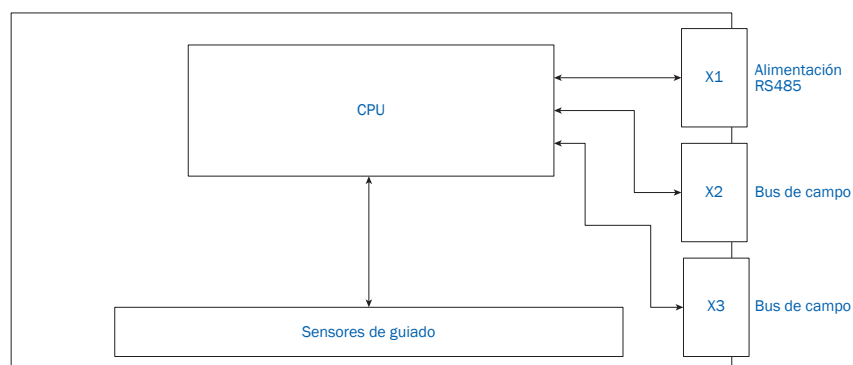 CPU
X1
Alimentación
RS485
X2
Bus de campo
X3
Bus de campo
Sensores de guiado